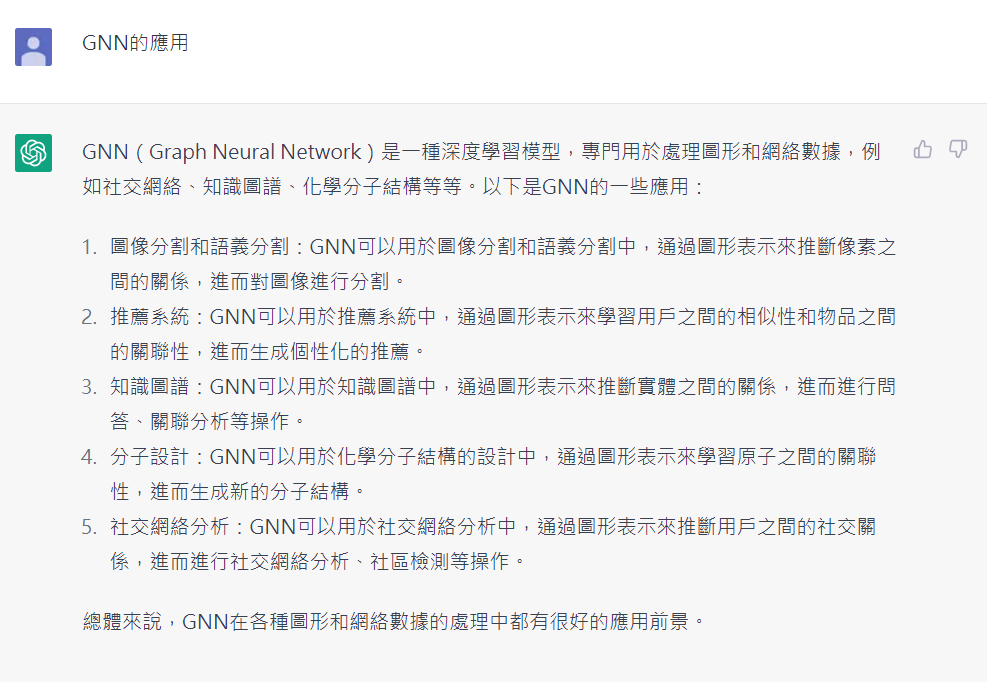 GNN的應用
GNN（Graph Neural Network）是一種深度學習模型，專門用於處理圖形和網絡數據，例
如社交網絡、知識圖譜、化學分子結構等等。以下是GNN的一些應用：
1. 圖像分割和語義分割：GNN可以用於圖像分割和語義分割中，通過圖形表示來推斷像素之
間的關係，進而對圖像進行分割。
2. 推薦系統：GNN可以用於推薦系統中，通過圖形表示來學習用戶之間的相似性和物品之間
的關聯性，進而生成個性化的推薦。
3. 知識圖譜：GNN可以用於知識圖譜中，通過圖形表示來推斷實體之間的關係，進而進行問
答、關聯分析等操作。
4. 分子設計：GNN可以用於化學分子結構的設計中，通過圖形表示來學習原子之間的關聯
性，進而生成新的分子結構。
5. 社交網絡分析：GNN可以用於社交網絡分析中，通過圖形表示來推斷用戶之間的社交關
係，進而進行社交網絡分析、社區檢測等操作。
總體來說，GNN在各種圖形和網絡數據的處理中都有很好的應用前景。